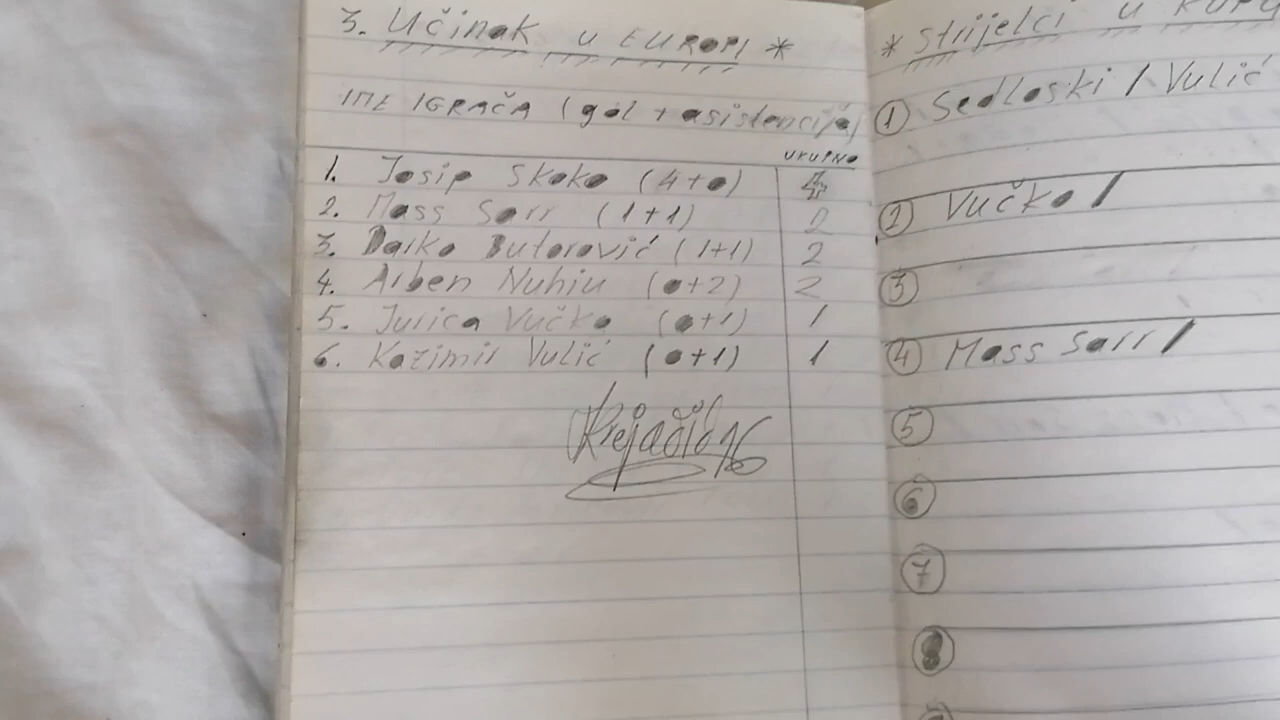 3. Učinak u EUROPI *
IME IGRAČA (gol + asistencija)
UKUPNO
1. Josip Skoko (4+0) 4
2. Mass Sarr (1+1) 2
3. Darko Butorović (1+1) 2
4. Arben Nuhiu (0+2) 2
5. Jurica Vučko (0+1) 1
6. Kazimir Vulić (0+1) 1
* Strijelci u KUPU
1 Sedloski / Vulić
2 Vučko /
3
4 Mass Sarr /
5
6
7
8